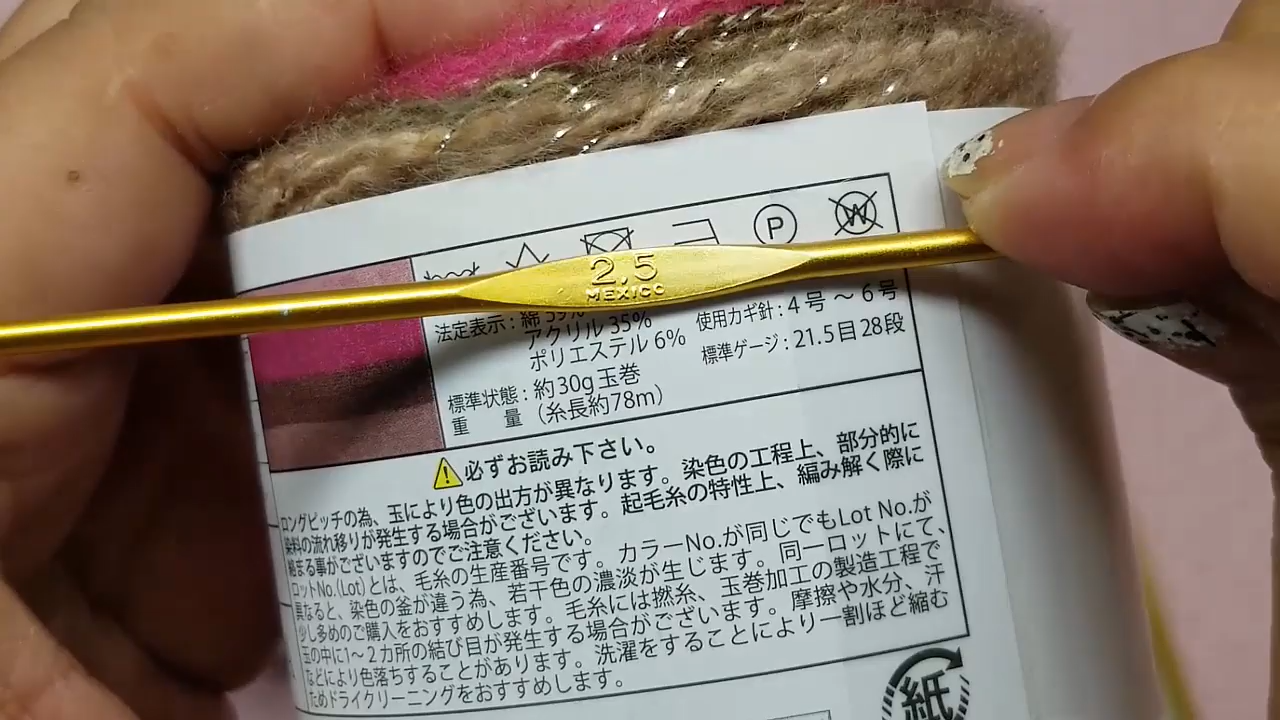 P
W
2.5
MEXICO
法定表示：綿 59%
アクリル 35%
ポリエステル 6%
使用カギ針：4号～6号
標準ゲージ：21.5目28段
標準状態：約30g玉巻
重 量（糸長約78m）
必ずお読み下さい。
ロングピッチの為、玉により色の出方が異なります。染色の工程上、部分的に
染料の流れ移りが発生する場合がございます。起毛糸の特性上、編み解く際に
絡まる事がございますのでご注意ください。
ロットNo.(Lot)とは、毛糸の生産番号です。カラーNo.が同じでもLot No.が
異なると、染色の釜が違う為、若干色の濃淡が生じます。同一ロットにて、
少し多めのご購入をおすすめします。毛糸には撚糸、玉巻加工の製造工程で
玉の中に1～2カ所の結び目が発生する場合がございます。摩擦や水分、汗
などにより色落ちすることがあります。洗濯をすることにより一割ほど縮む
ためドライクリーニングをおすすめします。
紙